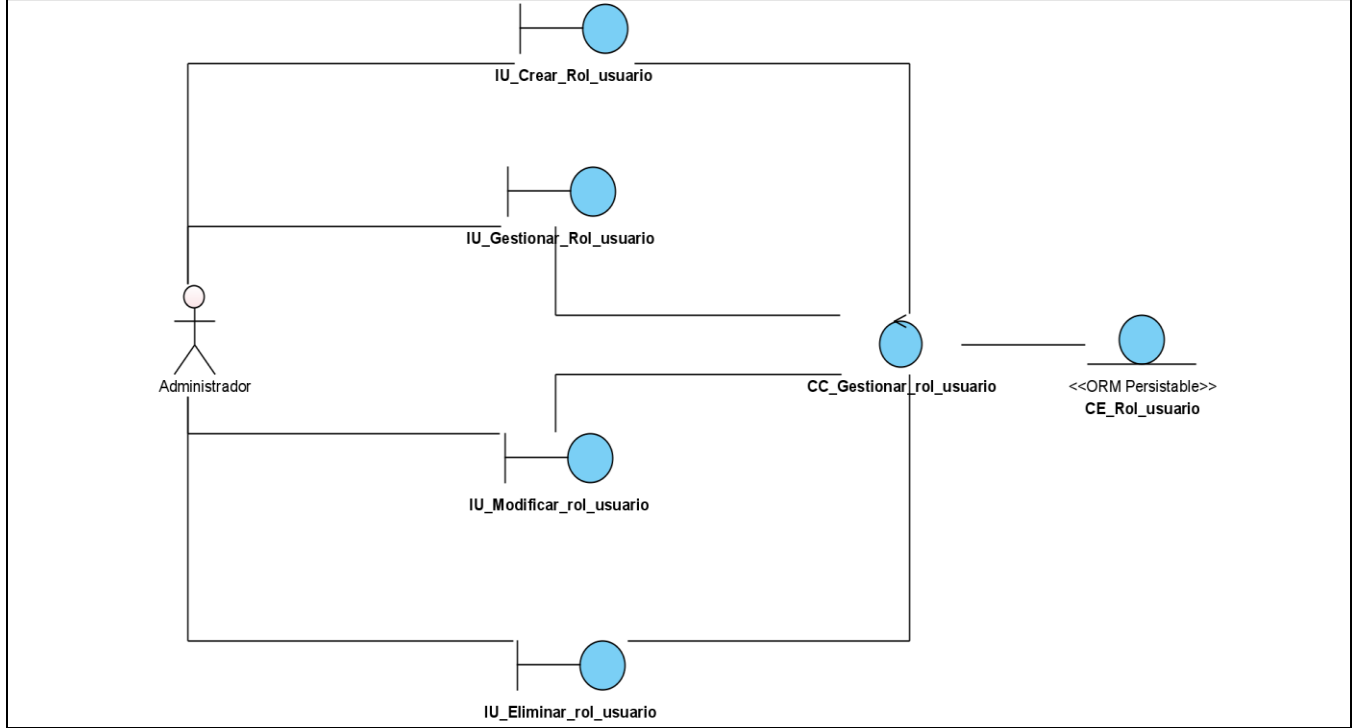 IU_Crear_Rol_usuario
IU_Gestionar_Rol_usuario
Administrador
CC_Gestionar_rol_usuario
<<ORM Persistable>>
CE_Rol_usuario
IU_Modificar_rol_usuario
IU_Eliminar_rol_usuario